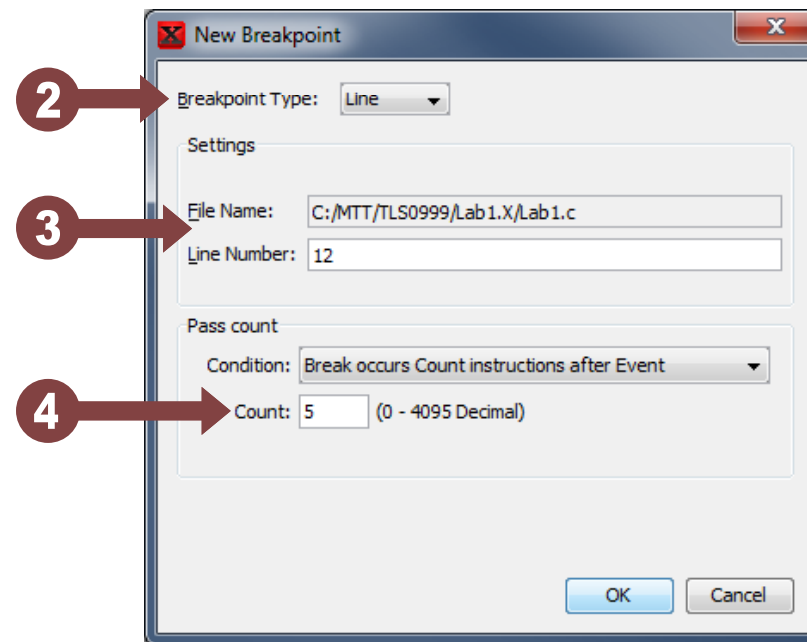 New Breakpoint
2
Breakpoint Type: Line
Settings
3
File Name: C:/MTT/TLS0999/Lab1.X/Lab1.c
Line Number: 12
Pass count
Condition: Break occurs Count instructions after Event
4
Count: 5 (0 - 4095 Decimal)
OK Cancel